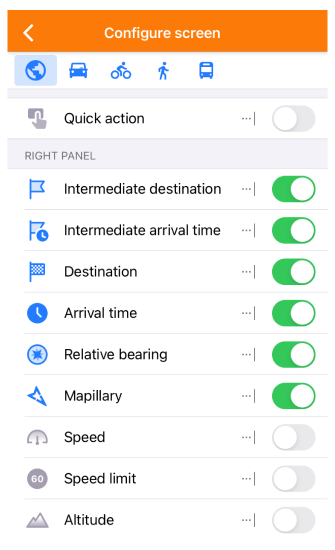 Configure screen
Quick action
RIGHT PANEL
Intermediate destination
Intermediate arrival time
Destination
Arrival time
Relative bearing
Mapillary
Speed
60 Speed limit
Altitude